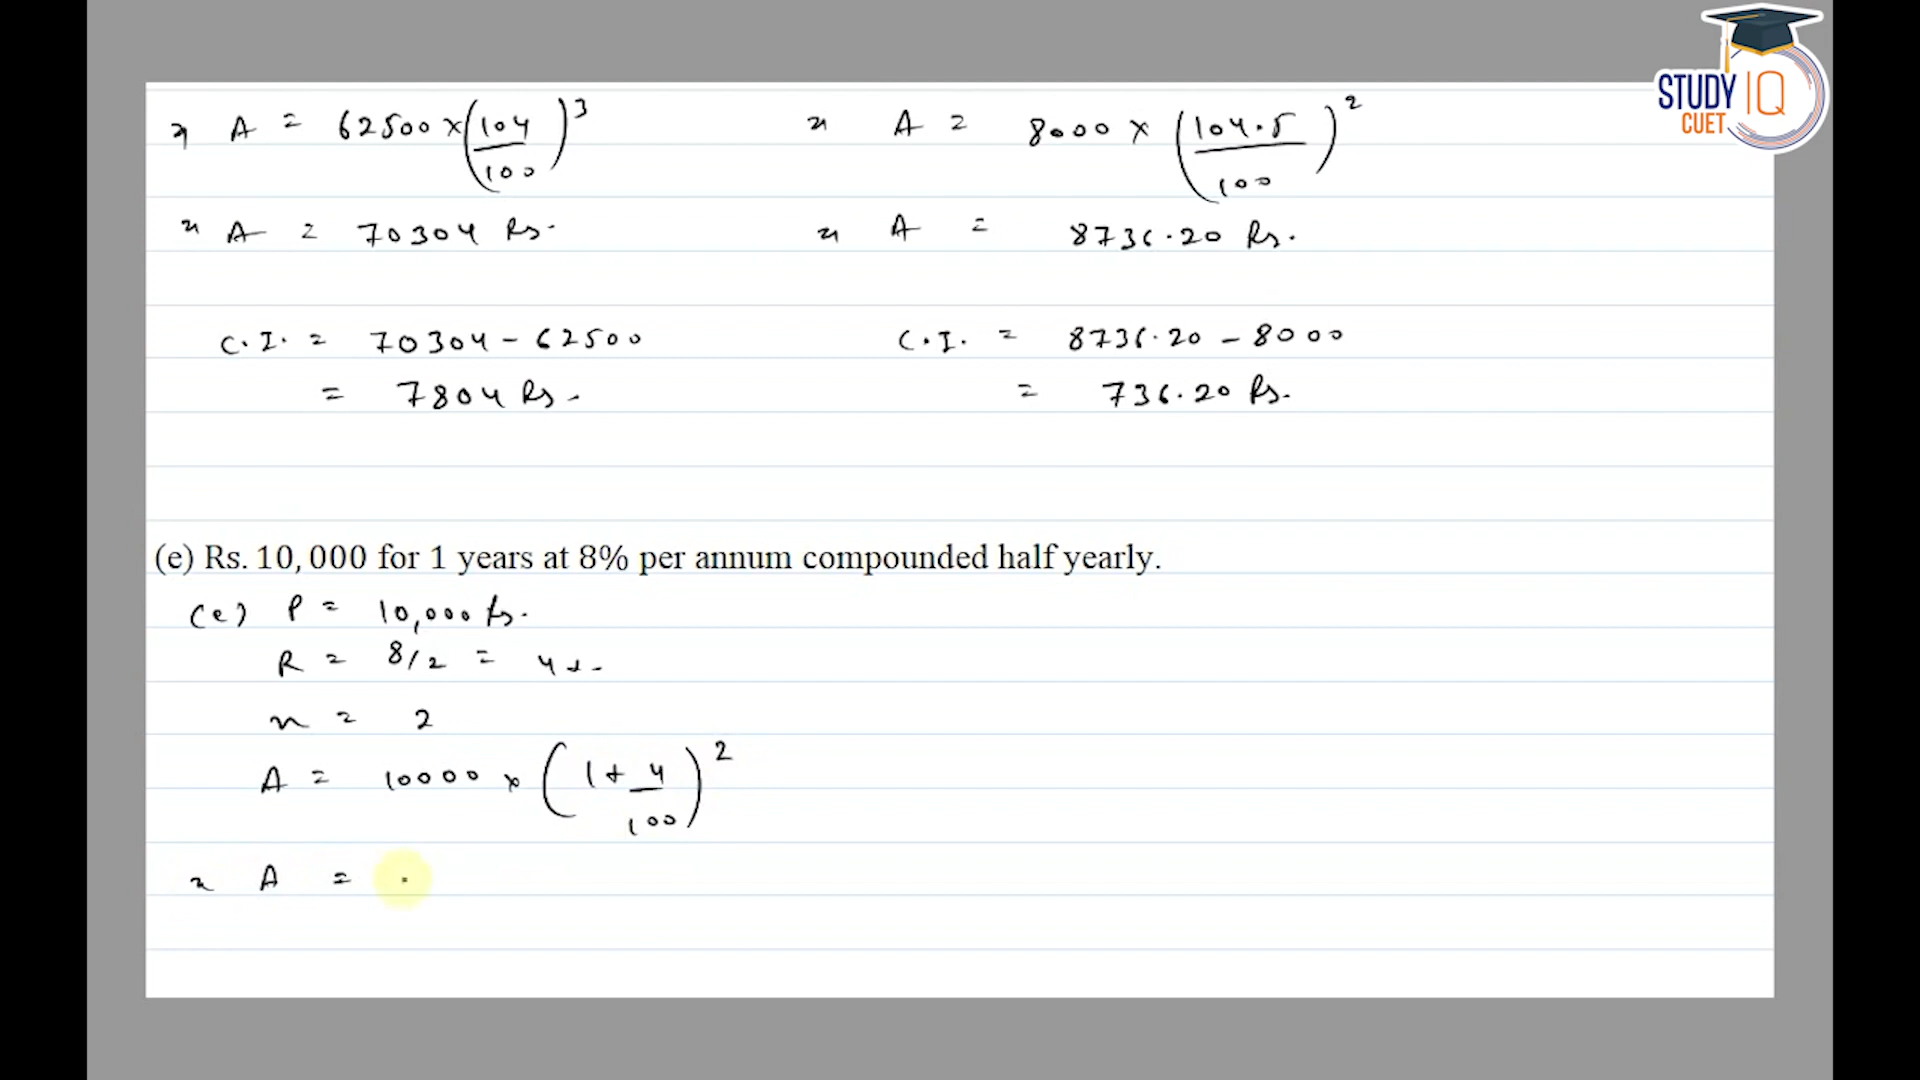 STUDY IQ
CUET
⇒ A = 62500 × (104/100)^3
⇒ A = 70304 Rs.
C.I. = 70304 - 62500
= 7804 Rs.
⇒ A = 8000 × (104.5/100)^2
⇒ A = 8736.20 Rs.
C.I. = 8736.20 - 8000
= 736.20 Rs.
(e) Rs. 10,000 for 1 years at 8% per annum compounded half yearly.
(e) P = 10,000 Rs.
R = 8/2 = 4%.
n = 2
A = 10000 × (1 + 4/100)^2
⇒ A =